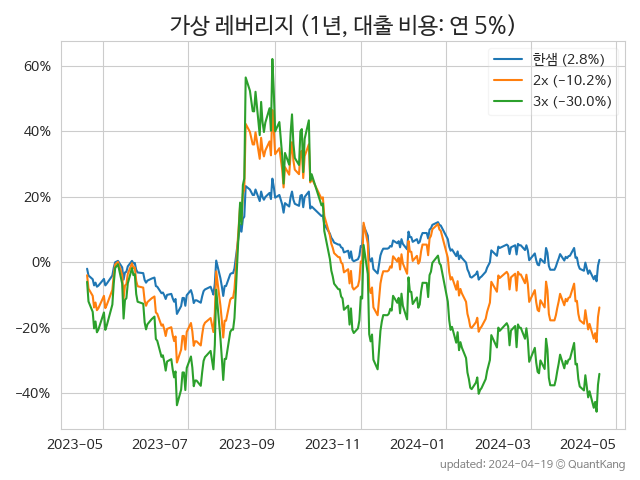 가상 레버리지 (1년, 대출 비용: 연 5%)
한샘 (2.8%)
2x (−10.2%)
3x (−30.0%)
60%
40%
20%
0%
−20%
−40%
2023-05 2023-07 2023-09 2023-11 2024-01 2024-03 2024-05
updated: 2024-04-19 © QuantKang